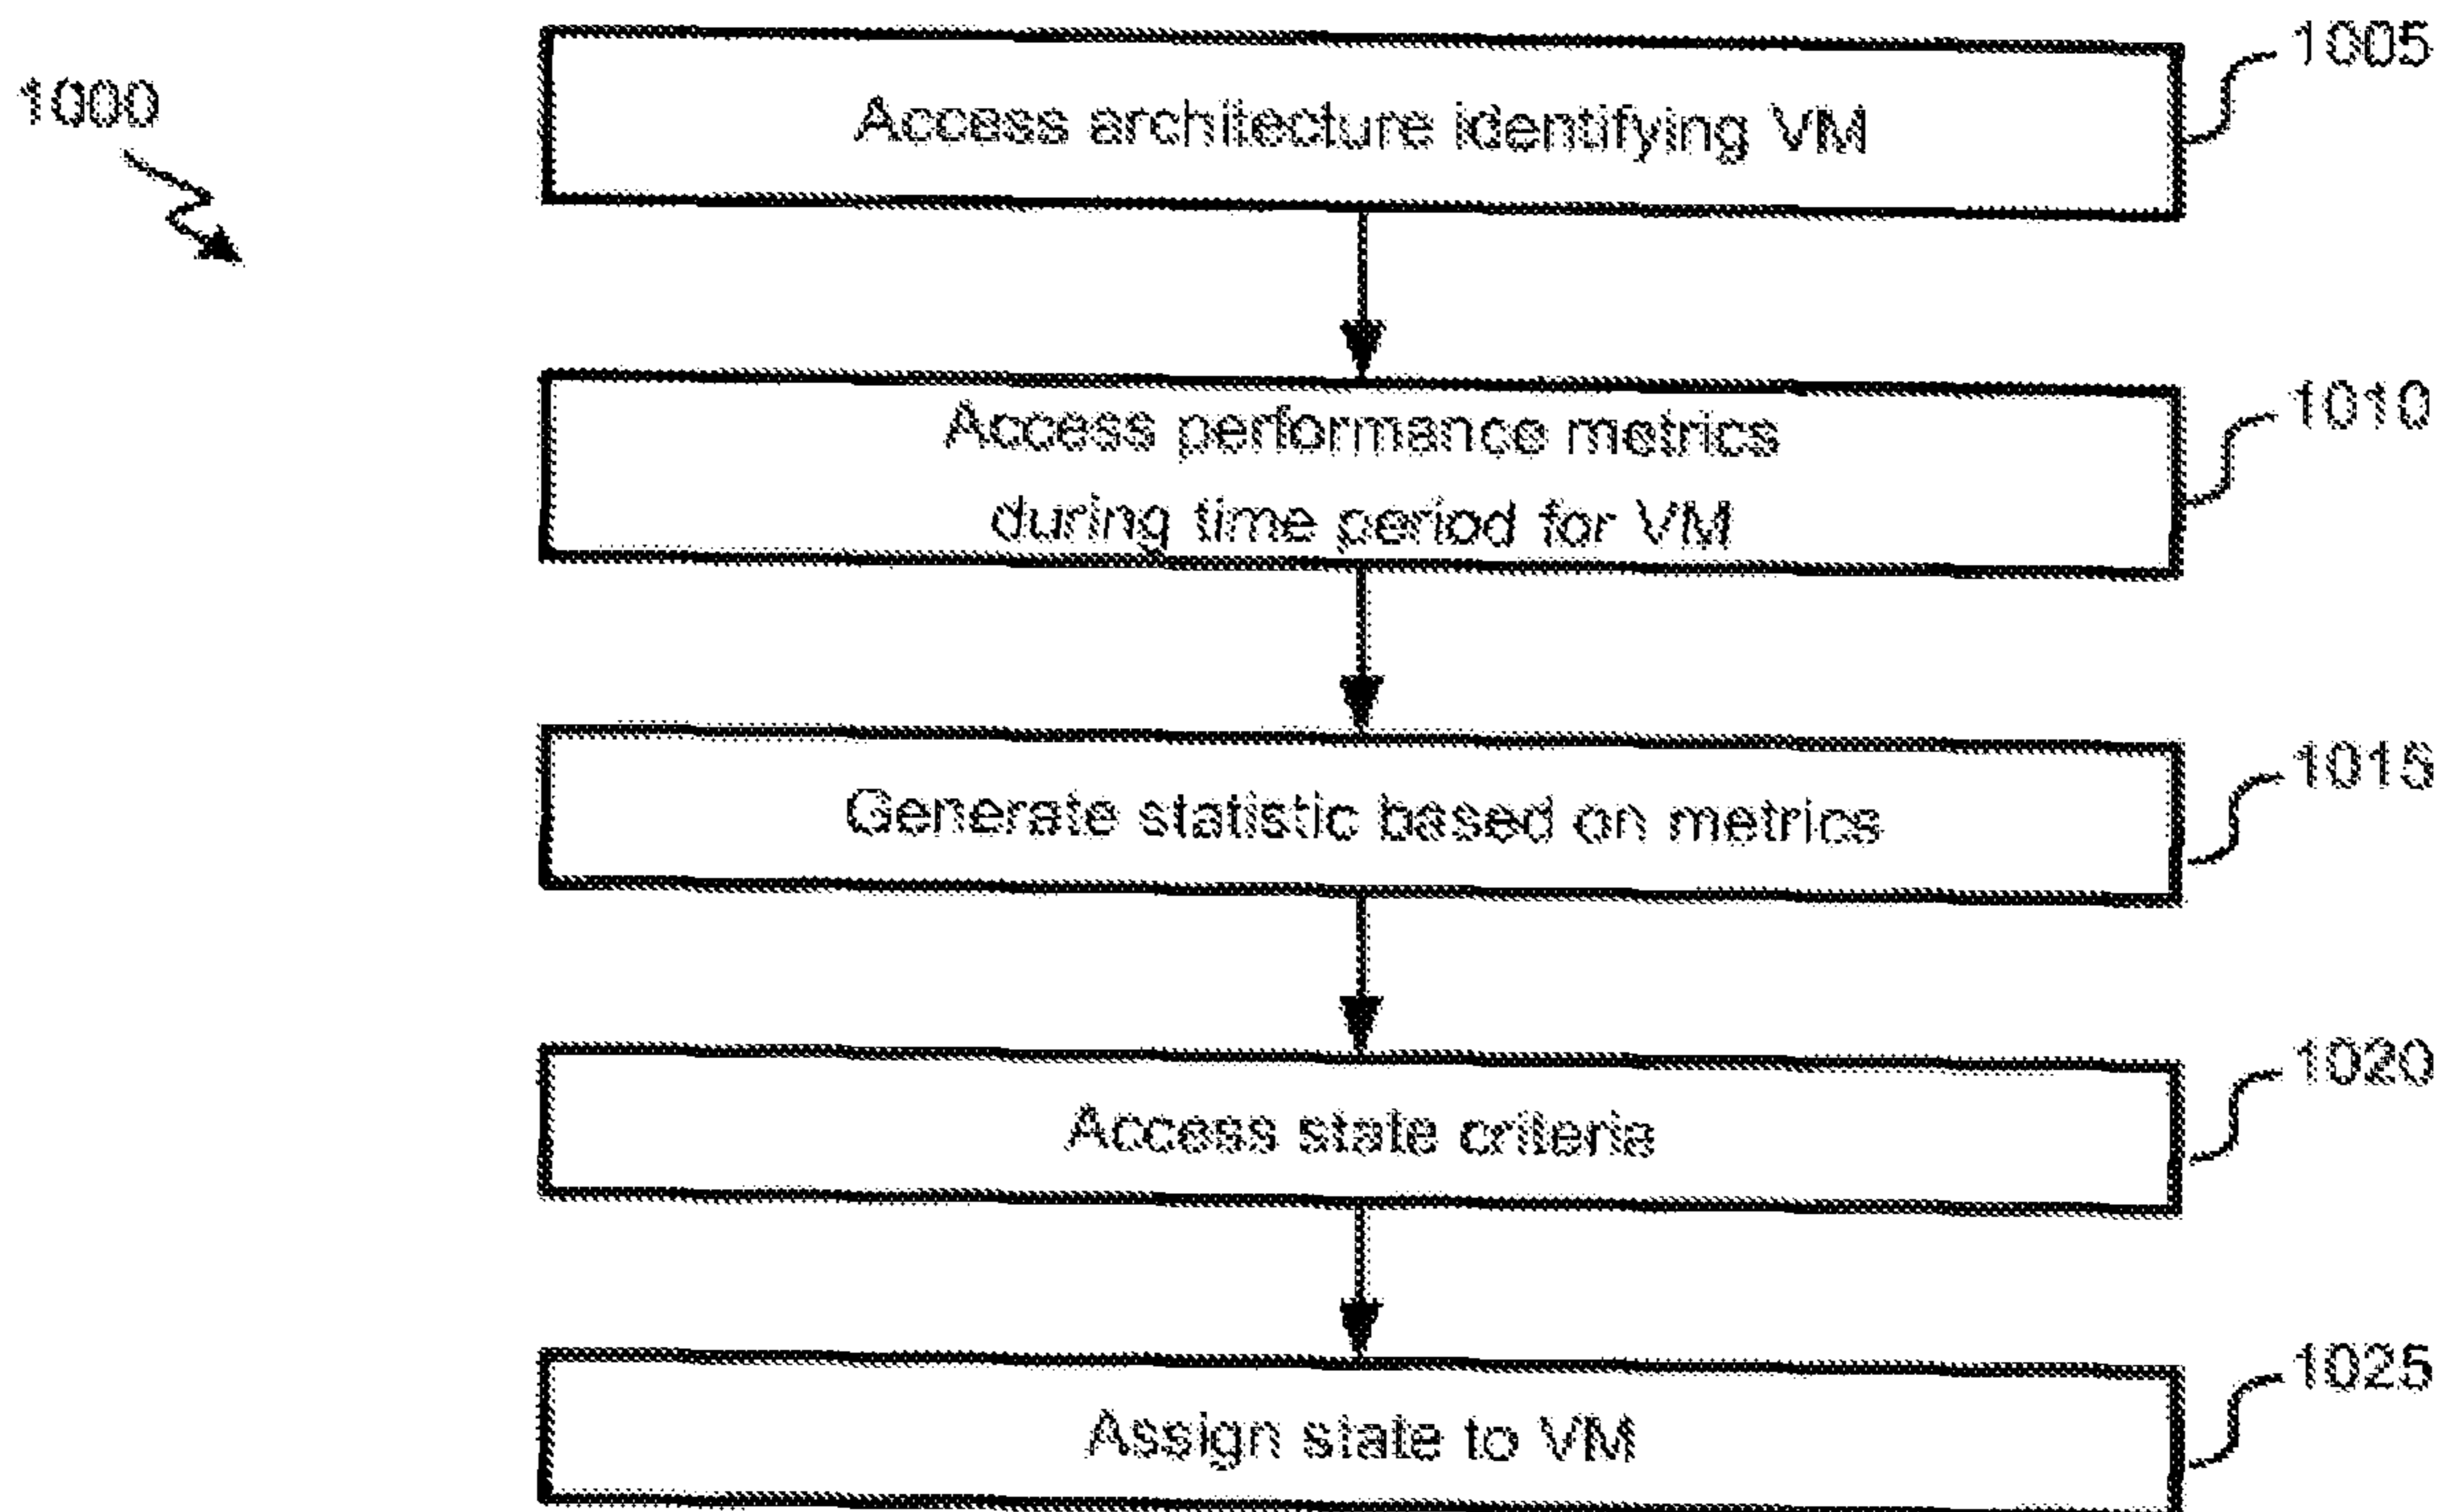 1000
Access architecture identifying VM
1005
Access performance metrics
during time period for VM
1010
Generate statistic based on metrics
1015
Access state criteria
1020
Assign state to VM
1025